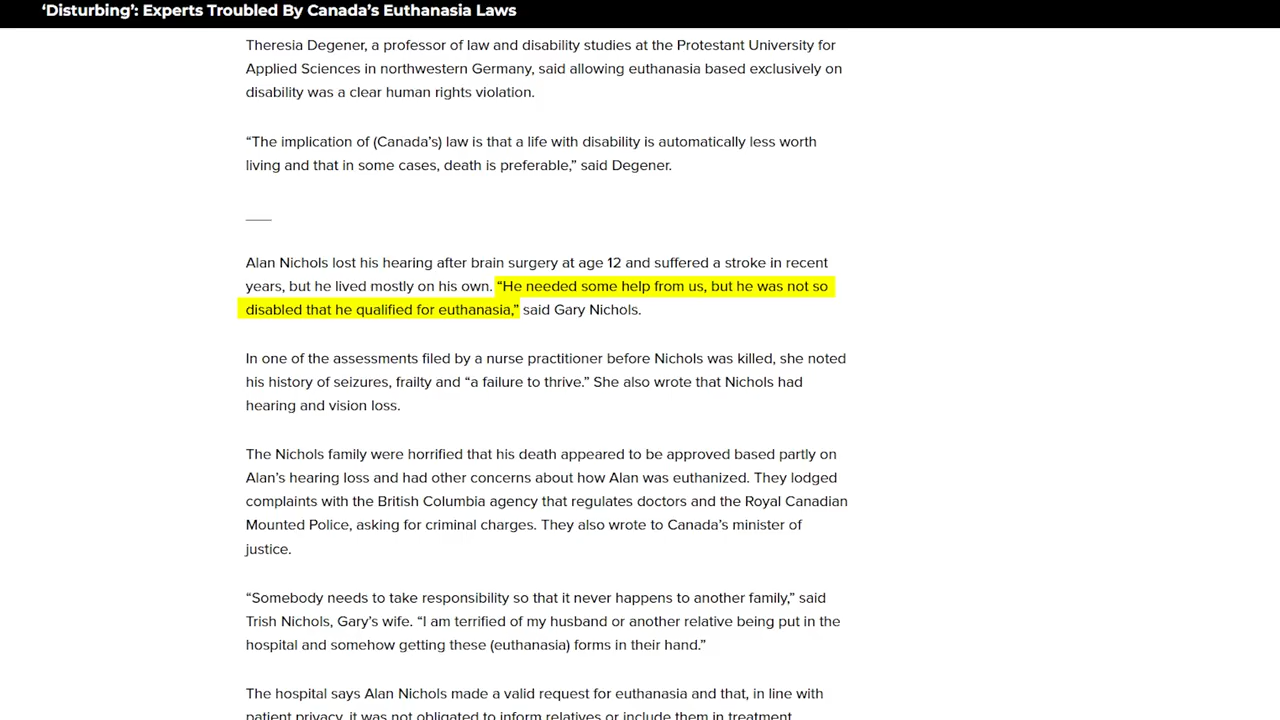 ‘Disturbing’: Experts Troubled By Canada’s Euthanasia Laws
Theresia Degener, a professor of law and disability studies at the Protestant University for
Applied Sciences in northwestern Germany, said allowing euthanasia based exclusively on
disability was a clear human rights violation.
“The implication of (Canada’s) law is that a life with disability is automatically less worth
living and that in some cases, death is preferable,” said Degener.
Alan Nichols lost his hearing after brain surgery at age 12 and suffered a stroke in recent
years, but he lived mostly on his own. “He needed some help from us, but he was not so
disabled that he qualified for euthanasia,” said Gary Nichols.
In one of the assessments filed by a nurse practitioner before Nichols was killed, she noted
his history of seizures, frailty and “a failure to thrive.” She also wrote that Nichols had
hearing and vision loss.
The Nichols family were horrified that his death appeared to be approved based partly on
Alan’s hearing loss and had other concerns about how Alan was euthanized. They lodged
complaints with the British Columbia agency that regulates doctors and the Royal Canadian
Mounted Police, asking for criminal charges. They also wrote to Canada’s minister of
justice.
“Somebody needs to take responsibility so that it never happens to another family,” said
Trish Nichols, Gary’s wife. “I am terrified of my husband or another relative being put in the
hospital and somehow getting these (euthanasia) forms in their hand.”
The hospital says Alan Nichols made a valid request for euthanasia and that, in line with
patient privacy, it was not obligated to inform relatives or include them in treatment